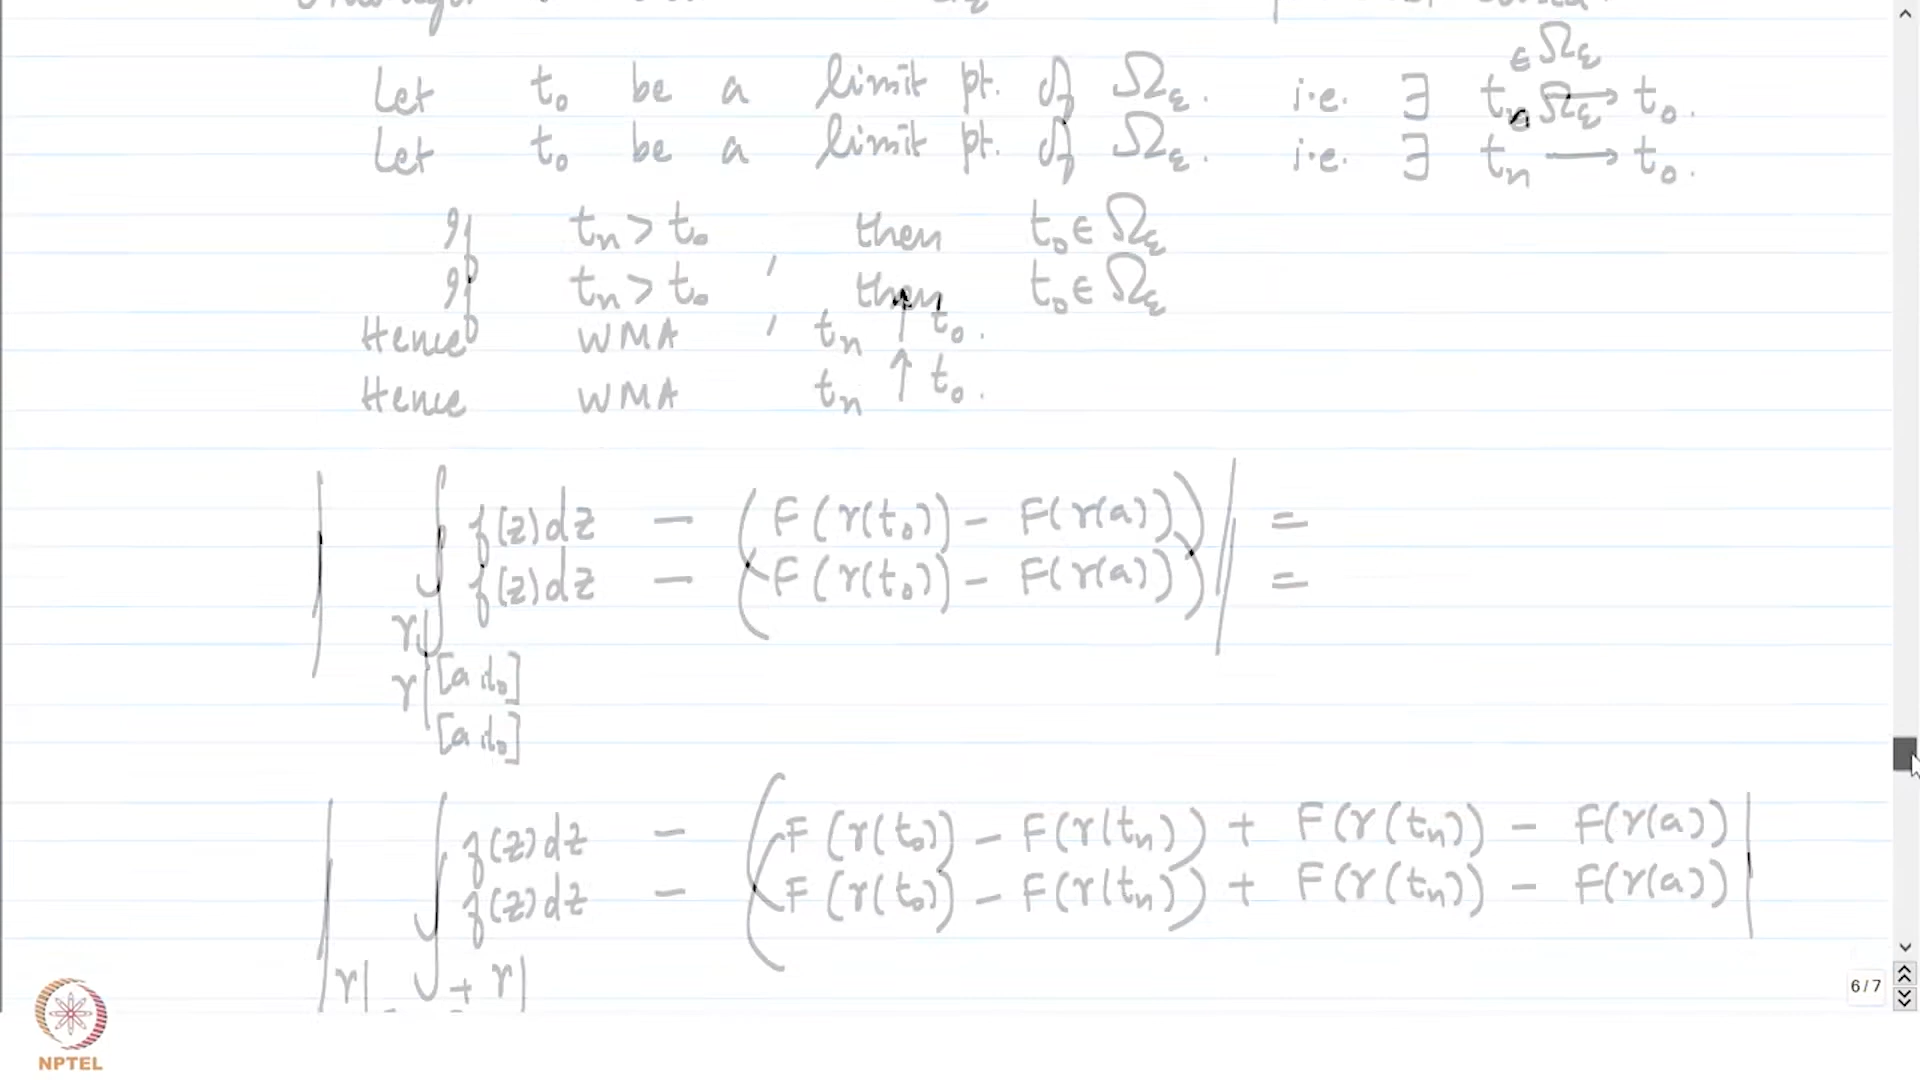 Let t₀ be a limit pt. of Ω_ε. i.e. ∃ t_n ∈ Ω_ε ⟶ t₀.
Let t₀ be a limit pt. of Ω_ε. i.e. ∃ t_n ⟶ t₀.
If t_n > t₀, then t₀ ∈ Ω_ε
If t_n > t₀, then t₀ ∈ Ω_ε
Hence WMA t_n ↑ t₀.
Hence WMA t_n ↑ t₀.
| ∫ f(z)dz − (F(γ(t₀)) − F(γ(a))) | =
f(z)dz − (F(γ(t₀)) − F(γ(a))) =
γ|
γ| [a,t₀]
[a,t₀]
| ∫ f(z)dz − (F(γ(t₀)) − F(γ(t_n)) + F(γ(t_n)) − F(γ(a)) |
f(z)dz − (F(γ(t₀)) − F(γ(t_n)) + F(γ(t_n)) − F(γ(a))
γ| + γ|
6 / 7
NPTEL